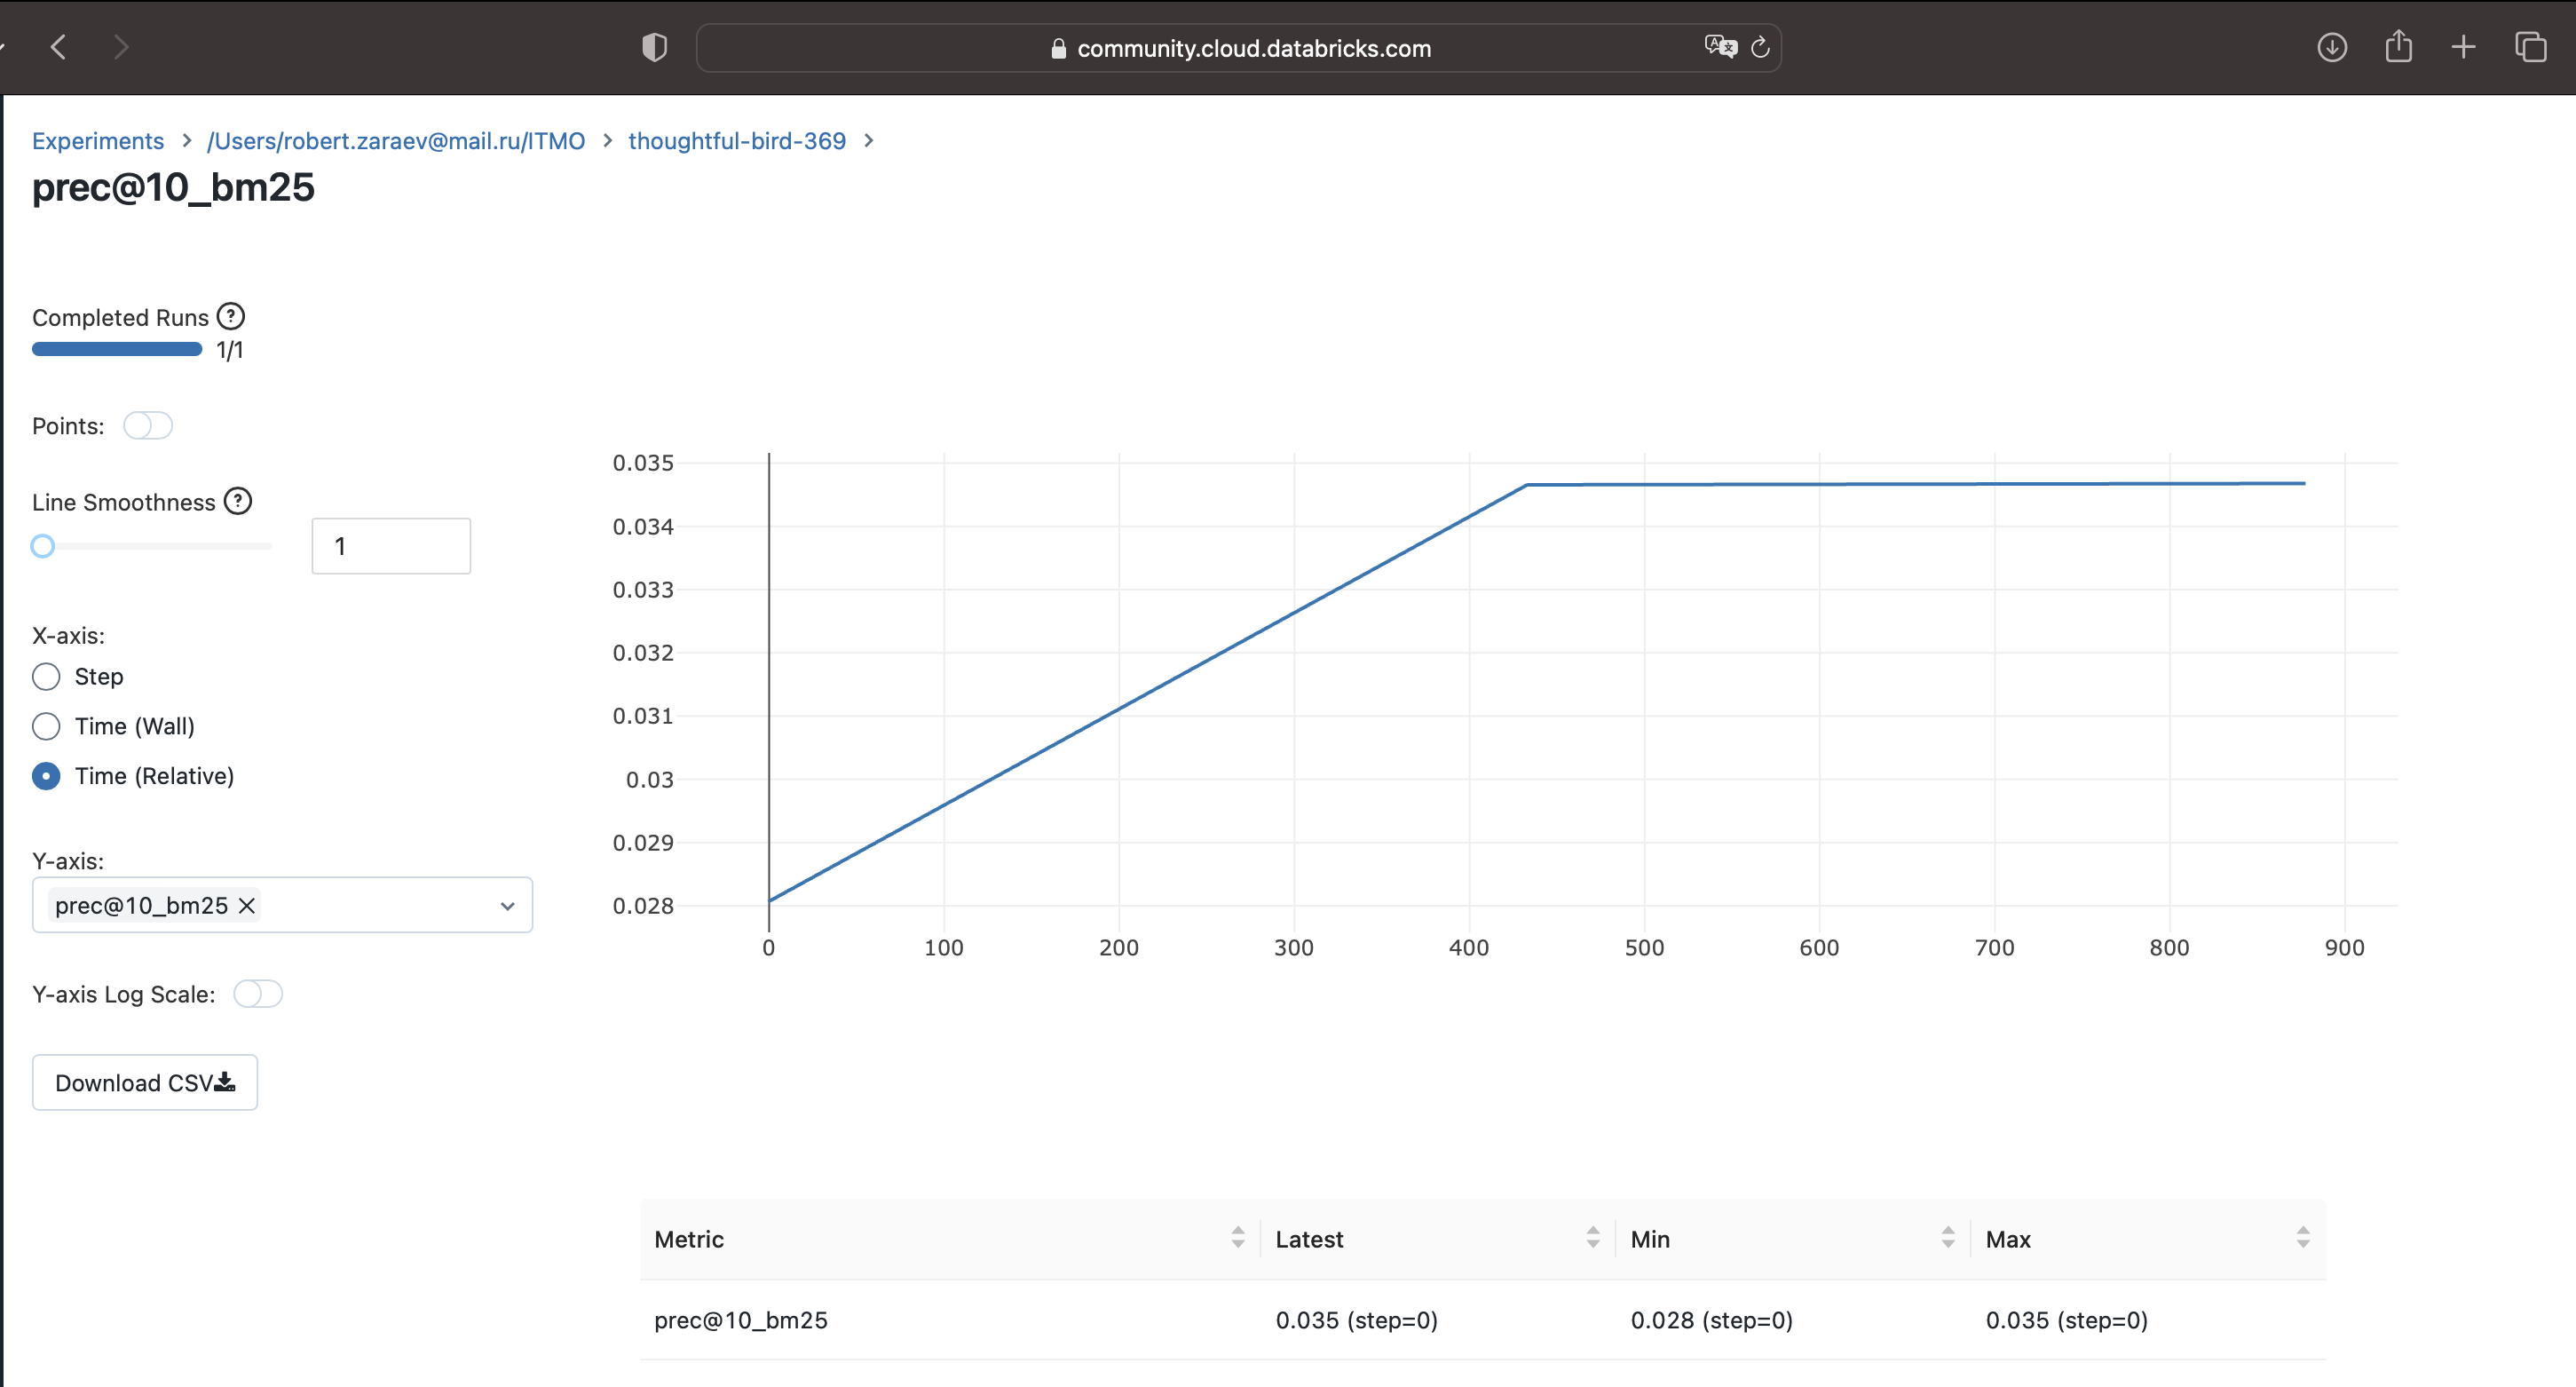 community.cloud.databricks.com
Experiments > /Users/robert.zaraev@mail.ru/ITMO > thoughtful-bird-369 >
prec@10_bm25
Completed Runs ?
1/1
Points:
Line Smoothness ?
1
X-axis:
Step
Time (Wall)
Time (Relative)
Y-axis:
prec@10_bm25
Y-axis Log Scale:
Download CSV
0.035
0.034
0.033
0.032
0.031
0.03
0.029
0.028
0 100 200 300 400 500 600 700 800 900
Metric Latest Min Max
prec@10_bm25 0.035 (step=0) 0.028 (step=0) 0.035 (step=0)